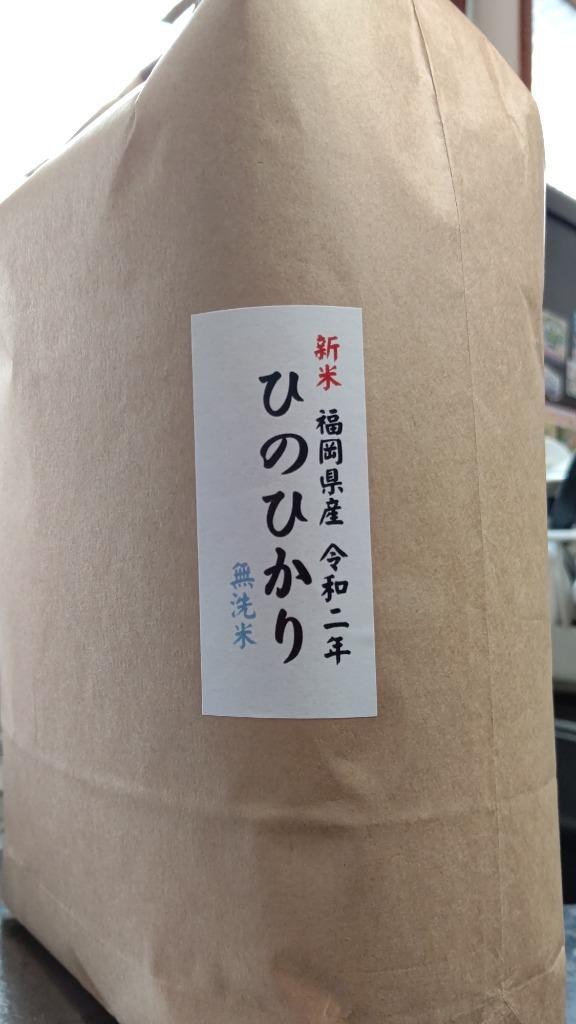 新米 福岡県産 令和二年
ひのひかり
無洗米